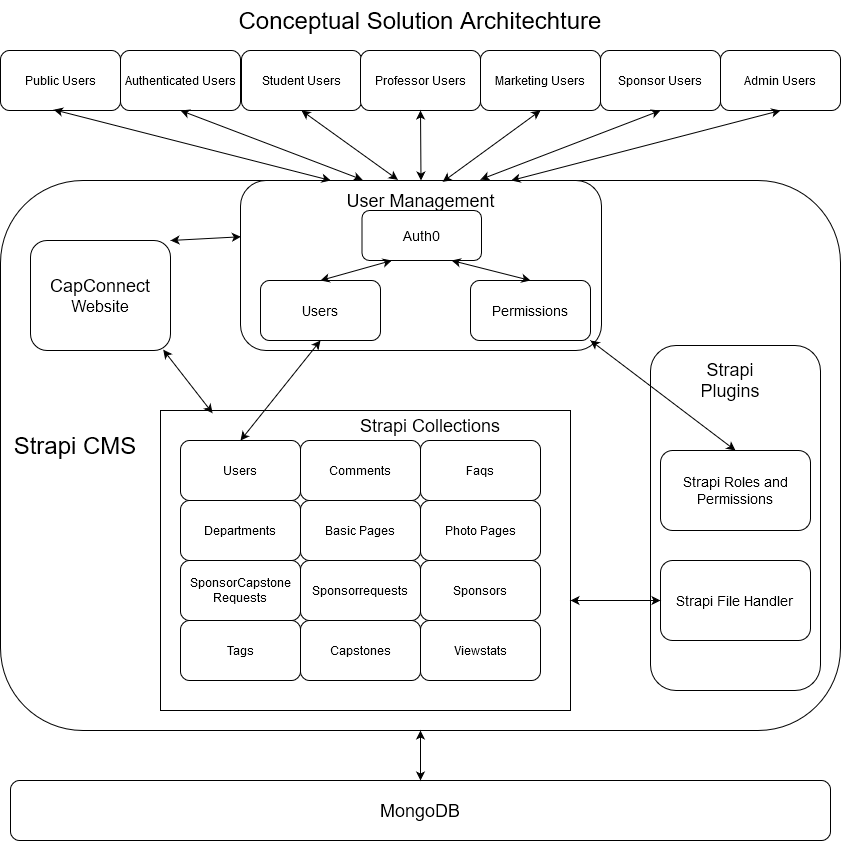 Conceptual Solution Architechture
Public Users
Authenticated Users
Student Users
Professor Users
Marketing Users
Sponsor Users
Admin Users
User Management
Auth0
Users
Permissions
CapConnect
Website
Strapi CMS
Strapi
Plugins
Strapi Roles and
Permissions
Strapi File Handler
Strapi Collections
Users
Comments
Faqs
Departments
Basic Pages
Photo Pages
SponsorCapstone
Requests
Sponsorrequests
Sponsors
Tags
Capstones
Viewstats
MongoDB